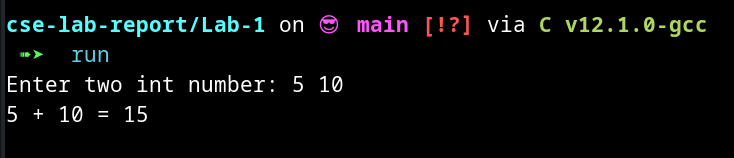 cse-lab-report/Lab-1 on 😎 main [!?] via C v12.1.0-gcc
➠➤ run
Enter two int number: 5 10
5 + 10 = 15